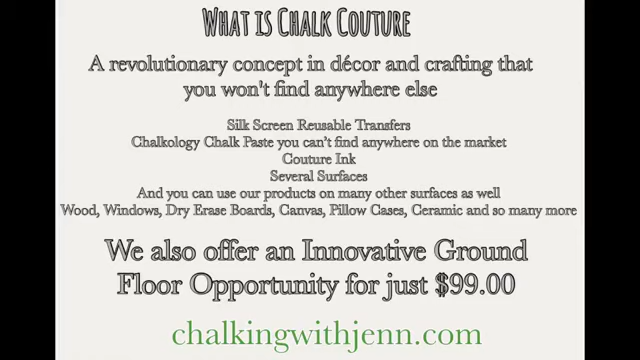 What is Chalk Couture
A revolutionary concept in décor and crafting that
you won't find anywhere else
Silk Screen Reusable Transfers
Chalkology Chalk Paste you can't find anywhere on the market
Couture Ink
Several Surfaces
And you can use our products on many other surfaces as well
Wood, Windows, Dry Erase Boards, Canvas, Pillow Cases, Ceramic and so many more
We also offer an Innovative Ground
Floor Opportunity for just $99.00
chalkingwithjenn.com